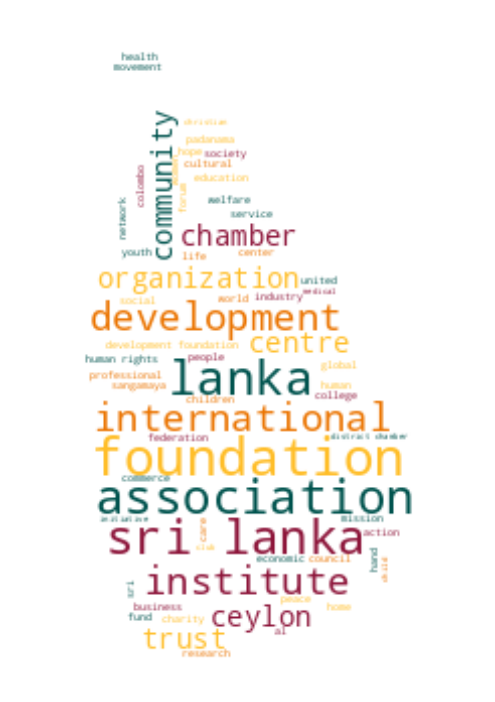 health
movement
community
christian
padanama
hope society
cultural
colombo
education
forum
welfare
network
service
chamber
youth
life
center
organization
united
medical
social
world
industry
development
development foundation
centre
human rights
people
lanka
global
professional
sangamaya
human
children
college
international
federation
district chamber
foundation
commerce
association
initiative
mission
care
sri lanka
action
club
economic
council
hand
child
institute
sri
peace
business
home
fund
charity
ceylon
al
trust
research